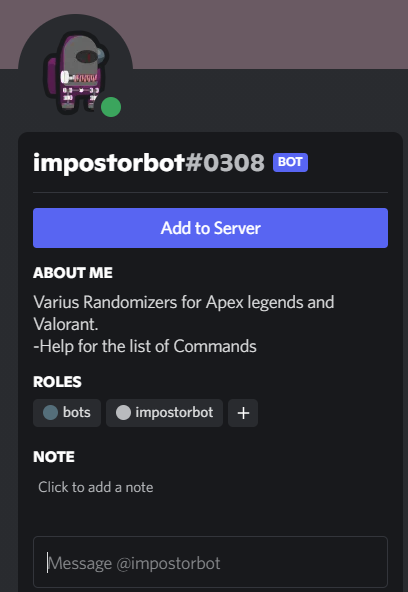 impostorbot#0308 BOT
Add to Server
ABOUT ME
Varius Randomizers for Apex legends and
Valorant.
-Help for the list of Commands
ROLES
bots impostorbot +
NOTE
Click to add a note
Message @impostorbot